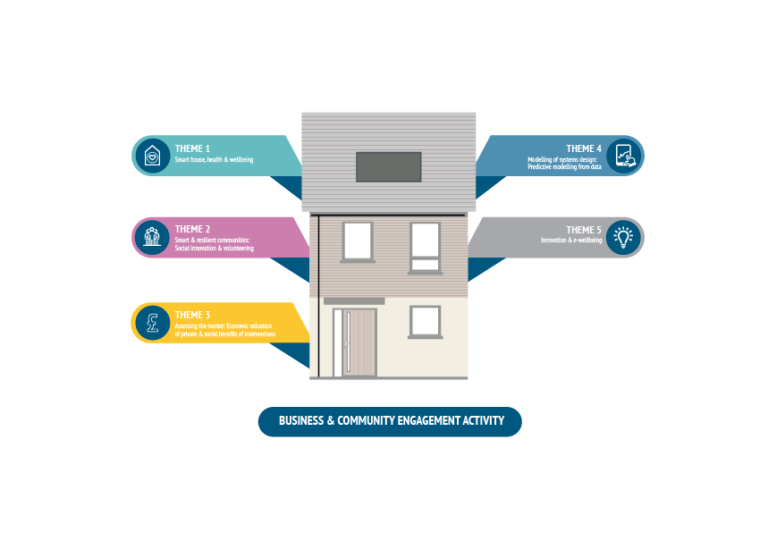 THEME 1
Smart house, health & wellbeing
THEME 2
Smart & resilient communities:
Social innovation & volunteering
THEME 3
Assessing the market: Economic valuation
of private & social benefits of interventions
THEME 4
Modelling of systems design:
Predictive modelling from data
THEME 5
Innovation & e-wellbeing
BUSINESS & COMMUNITY ENGAGEMENT ACTIVITY